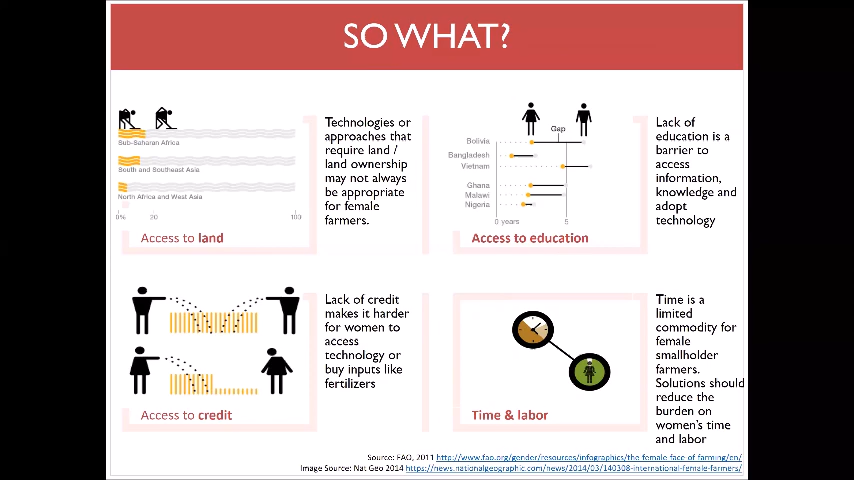 SO WHAT?
Sub-Saharan Africa
South and Southeast Asia
North Africa and West Asia
0%
20
100
Access to land
Technologies or
approaches that
require land /
land ownership
may not always
be appropriate
for female
farmers.
Gap
Bolivia
Bangladesh
Vietnam
Ghana
Malawi
Nigeria
0 years
5
Access to education
Lack of
education is a
barrier to
access
information,
knowledge and
adopt
technology
Access to credit
Lack of credit
makes it harder
for women to
access
technology or
buy inputs like
fertilizers
Time & labor
Time is a
limited
commodity for
female
smallholder
farmers.
Solutions should
reduce the
burden on
women's time
and labor
Source: FAO, 2011 http://www.fao.org/gender/resources/infographics/the-female-face-of-farming/en/
Image Source: Nat Geo 2014 https://news.nationalgeographic.com/news/2014/03/140308-international-female-farmers/